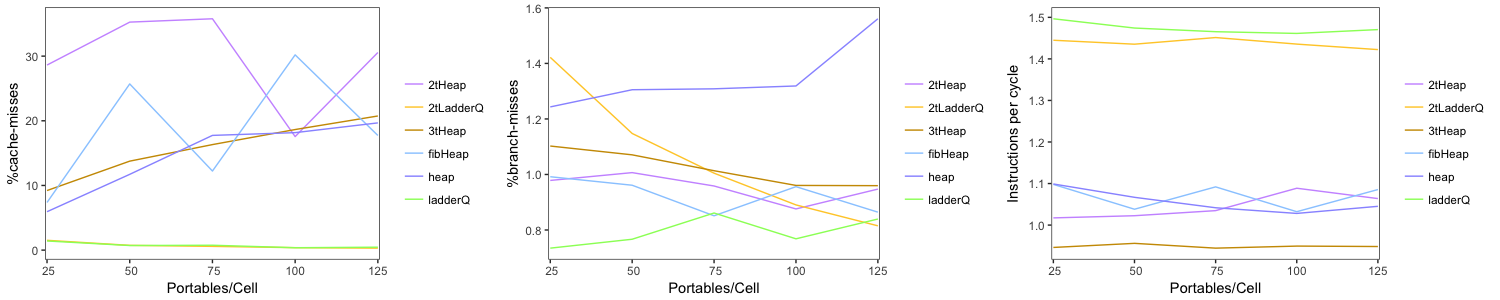 %cache-misses
30
20
10
0
25 50 75 100 125
Portables/Cell
2tHeap
2tLadderQ
3tHeap
fibHeap
heap
ladderQ
%branch-misses
1.6
1.4
1.2
1.0
0.8
25 50 75 100 125
Portables/Cell
2tHeap
2tLadderQ
3tHeap
fibHeap
heap
ladderQ
Instructions per cycle
1.5
1.4
1.3
1.2
1.1
1.0
25 50 75 100 125
Portables/Cell
2tHeap
2tLadderQ
3tHeap
fibHeap
heap
ladderQ